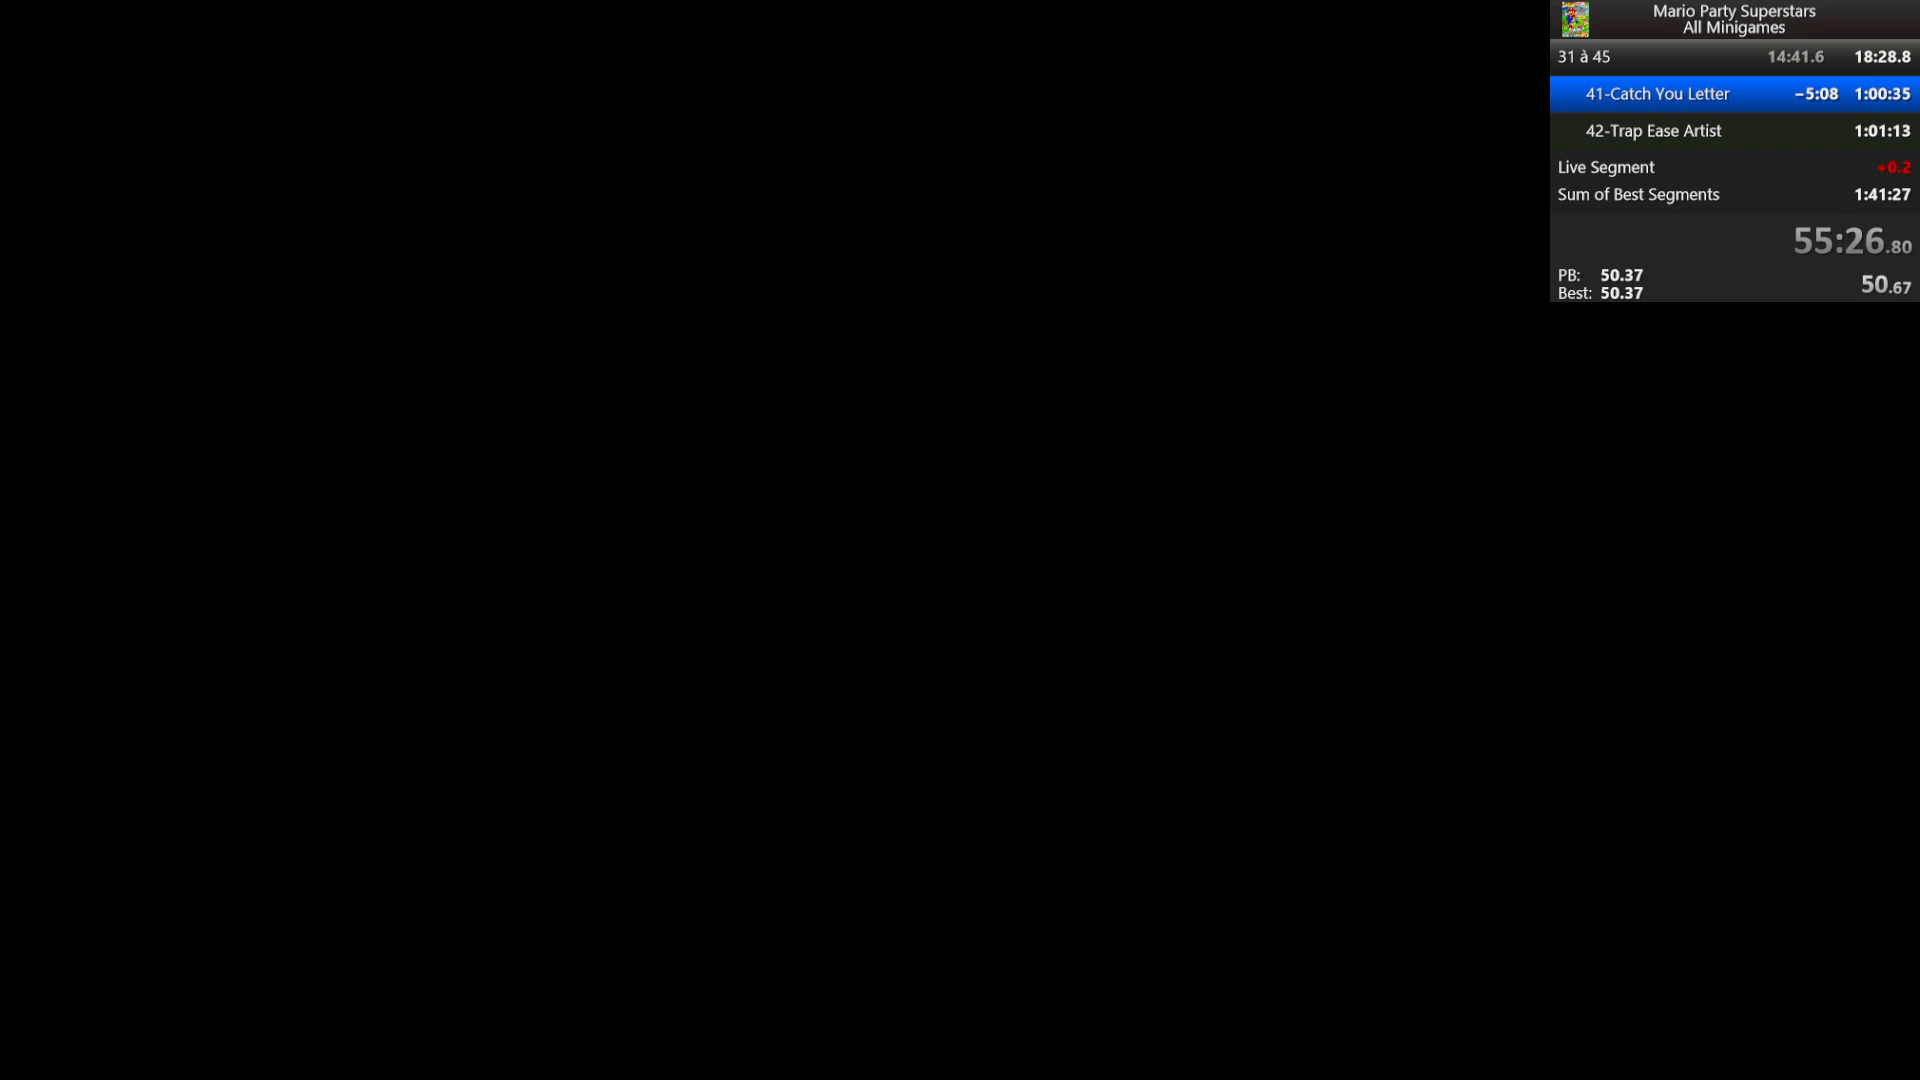 Mario Party Superstars
All Minigames
31 à 45 14:41.6 18:28.8
41-Catch You Letter −5:08 1:00:35
42-Trap Ease Artist 1:01:13
Live Segment +0.2
Sum of Best Segments 1:41:27
55:26.80
PB: 50.37
Best: 50.37
50.67